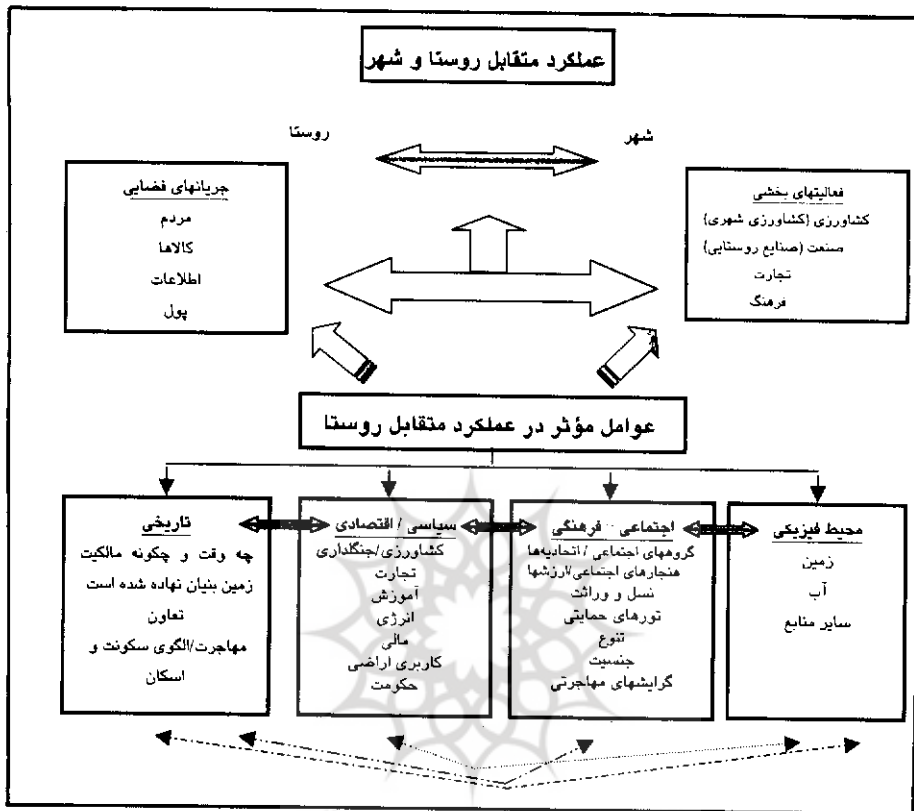 عملکرد متقابل روستا و شهر
شهر
روستا
فعالیتهای بخشی
کشاورزی (کشاورزی شهری)
صنعت (صنایع روستایی)
تجارت
فرهنگ
جریانهای فضایی
مردم
کالاها
اطلاعات
پول
عوامل مؤثر در عملکرد متقابل روستا
محیط فیزیکی
زمین
آب
سایر منابع
اجتماعی - فرهنگی
گروههای اجتماعی / اتحادیه‌ها
هنجارهای اجتماعی/ارزشها
نسل و وراثت
تورهای حمایتی
تنوع
جنسیت
گرایشهای مهاجرتی
سیاسی / اقتصادی
کشاورزی/جنگلداری
تجارت
آموزش
انرژی
مالی
کاربری اراضی
حکومت
تاریخی
چه وقت و چگونه مالکیت
زمین بنیان نهاده شده است
تعاون
مهاجرت/الگوی سکونت و
اسکان